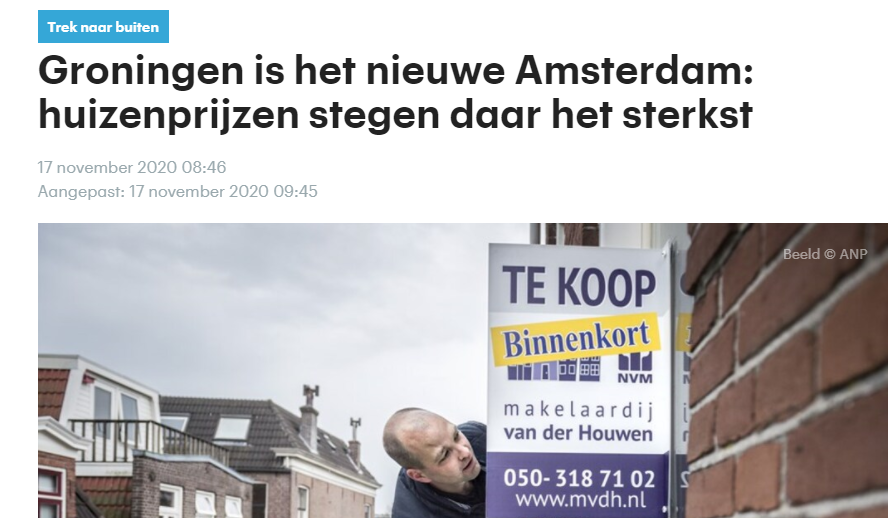 Trek naar buiten
Groningen is het nieuwe Amsterdam:
huizenprijzen stegen daar het sterkst
17 november 2020 08:46
Aangepast: 17 november 2020 09:45
Beeld © ANP
TE KOOP
Binnenkort
NVM
makelaardij
van der Houwen
050- 318 71 02
www.mvdh.nl